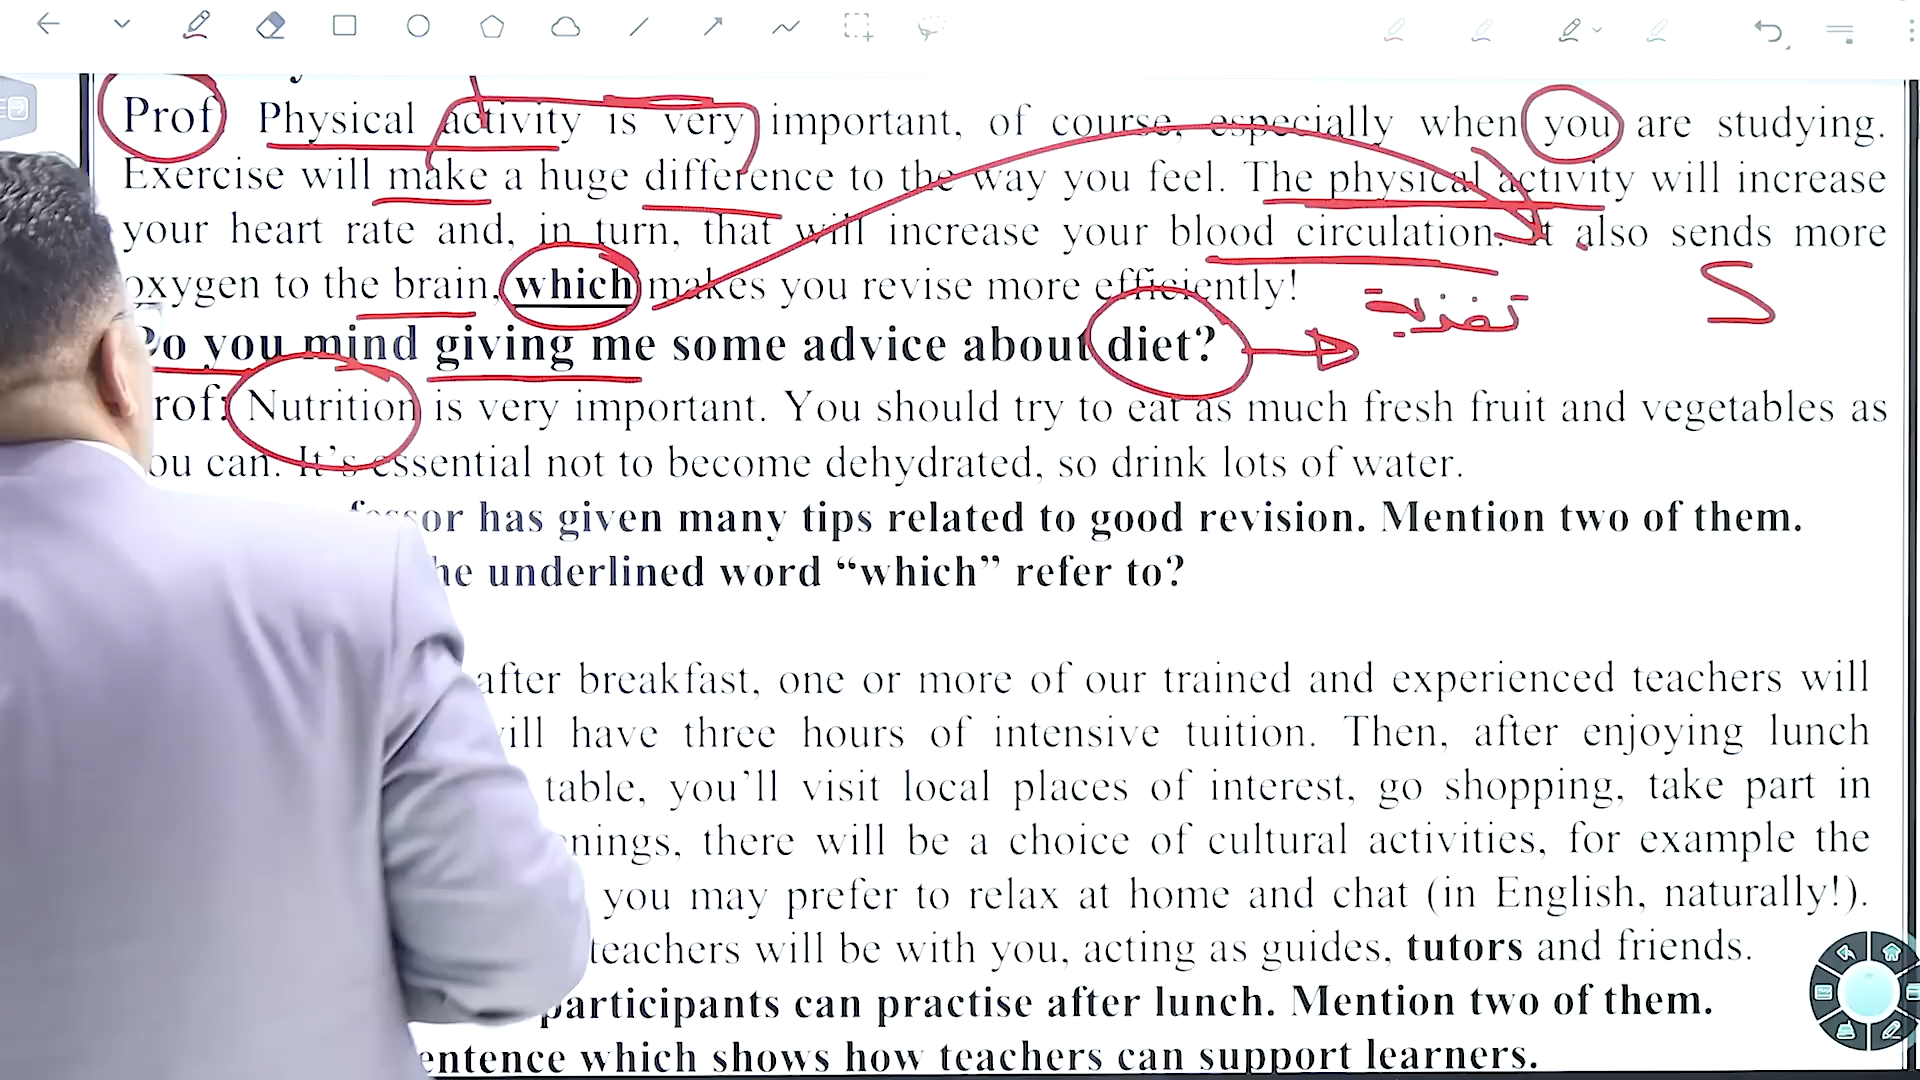 Prof: Physical activity is very important, of course, especially when you are studying.
Exercise will make a huge difference to the way you feel. The physical activity will increase
your heart rate and, in turn, that will increase your blood circulation. It also sends more
oxygen to the brain, which makes you revise more efficiently!
تغذية
S
Do you mind giving me some advice about diet?
rof: Nutrition is very important. You should try to eat as much fresh fruit and vegetables as
ou can. It's essential not to become dehydrated, so drink lots of water.
fessor has given many tips related to good revision. Mention two of them.
he underlined word “which” refer to?
after breakfast, one or more of our trained and experienced teachers will
will have three hours of intensive tuition. Then, after enjoying lunch
table, you'll visit local places of interest, go shopping, take part in
nings, there will be a choice of cultural activities, for example the
you may prefer to relax at home and chat (in English, naturally!).
teachers will be with you, acting as guides, tutors and friends.
participants can practise after lunch. Mention two of them.
entence which shows how teachers can support learners.